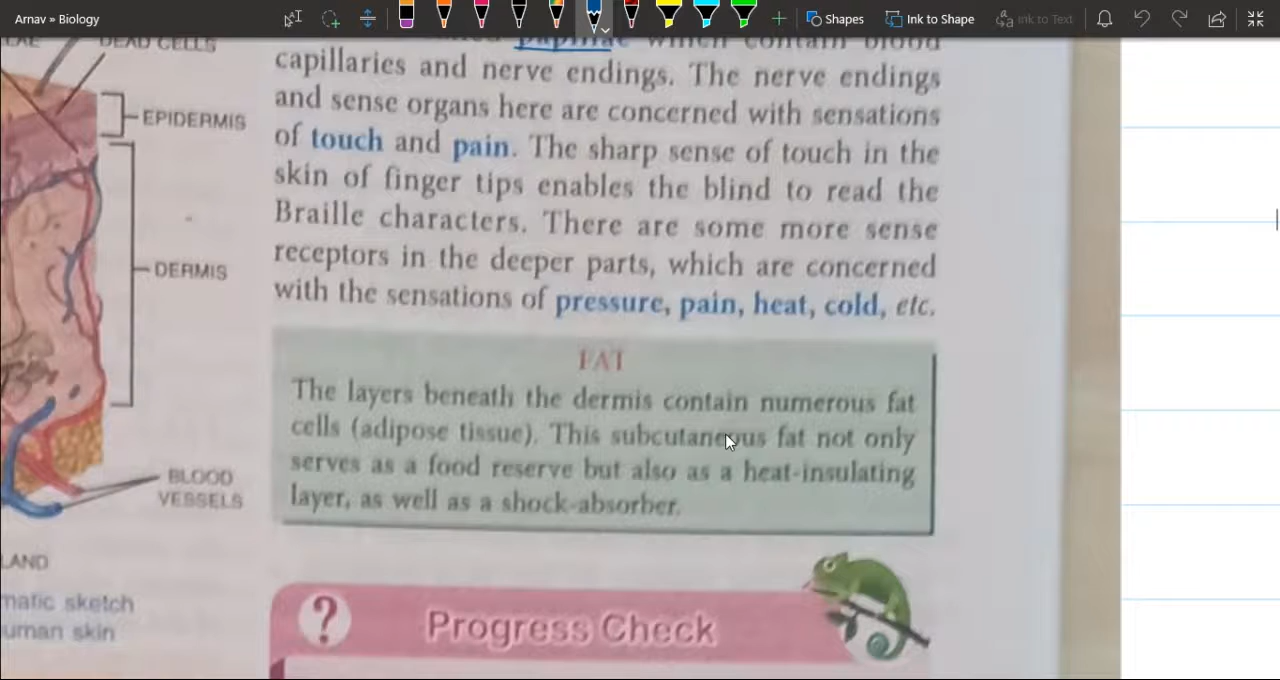 Arnav » Biology
Shapes
Ink to Shape
Ink to Text
DEAD CELLS
EPIDERMIS
DERMIS
BLOOD
VESSELS
LAND
matic sketch
uman skin
papillae which contain blood
capillaries and nerve endings. The nerve endings
and sense organs here are concerned with sensations
of touch and pain. The sharp sense of touch in the
skin of finger tips enables the blind to read the
Braille characters. There are some more sense
receptors in the deeper parts, which are concerned
with the sensations of pressure, pain, heat, cold, etc.
FAT
The layers beneath the dermis contain numerous fat
cells (adipose tissue). This subcutaneous fat not only
serves as a food reserve but also as a heat-insulating
layer, as well as a shock-absorber.
? Progress Check